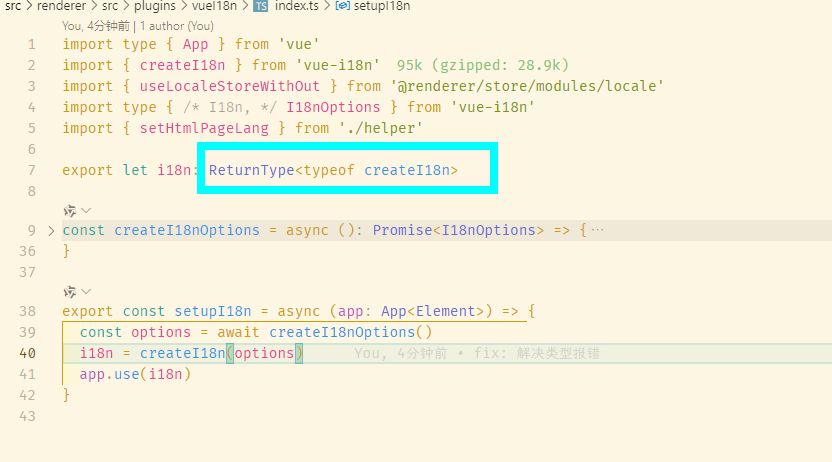 src > renderer > src > plugins > vueI18n > TS index.ts > setupI18n
You, 4分钟前 | 1 author (You)
1 import type { App } from 'vue'
2 import { createI18n } from 'vue-i18n' 95k (gzipped: 28.9k)
3 import { useLocaleStoreWithOut } from '@renderer/store/modules/locale'
4 import type { /* I18n, */ I18nOptions } from 'vue-i18n'
5 import { setHtmlPageLang } from './helper'
6
7 export let i18n: ReturnType<typeof createI18n>
8
9 const createI18nOptions = async (): Promise<I18nOptions> => { ···
36 }
37
38 export const setupI18n = async (app: App<Element>) => {
39 const options = await createI18nOptions()
40 i18n = createI18n(options) You, 4分钟前 • fix: 解决类型报错
41 app.use(i18n)
42 }
43